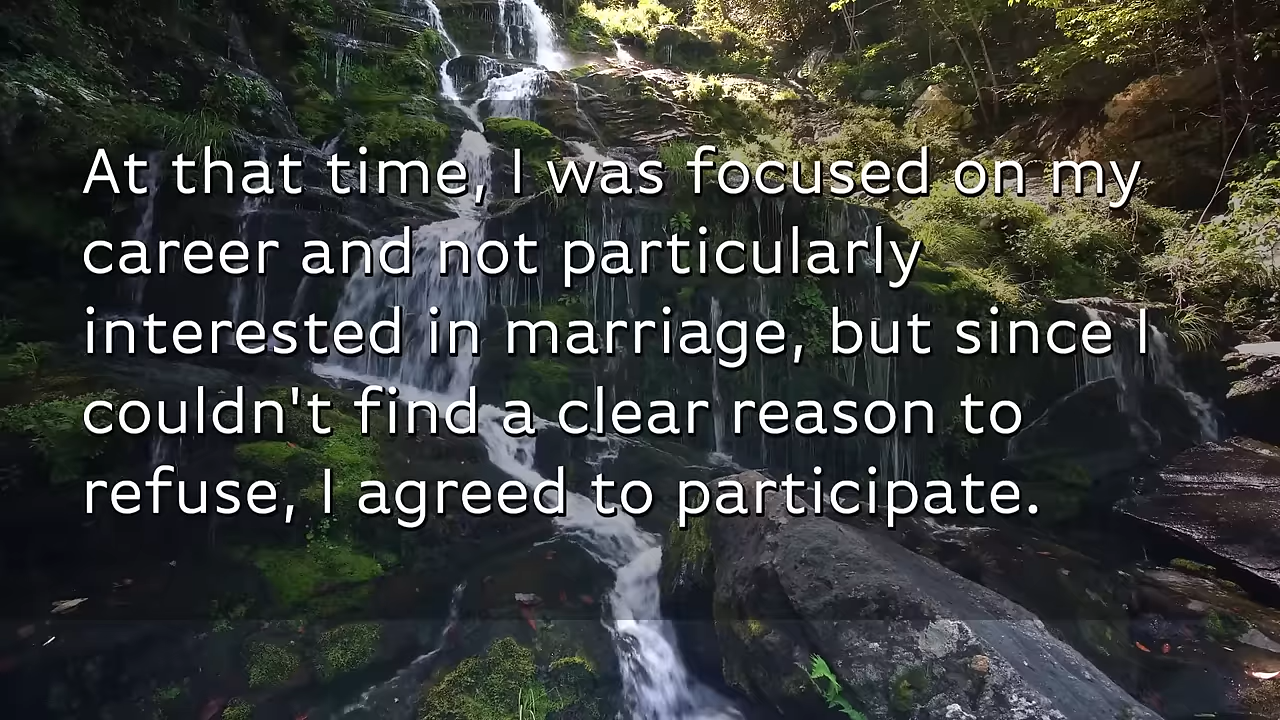 At that time, I was focused on my
career and not particularly
interested in marriage, but since I
couldn't find a clear reason to
refuse, I agreed to participate.